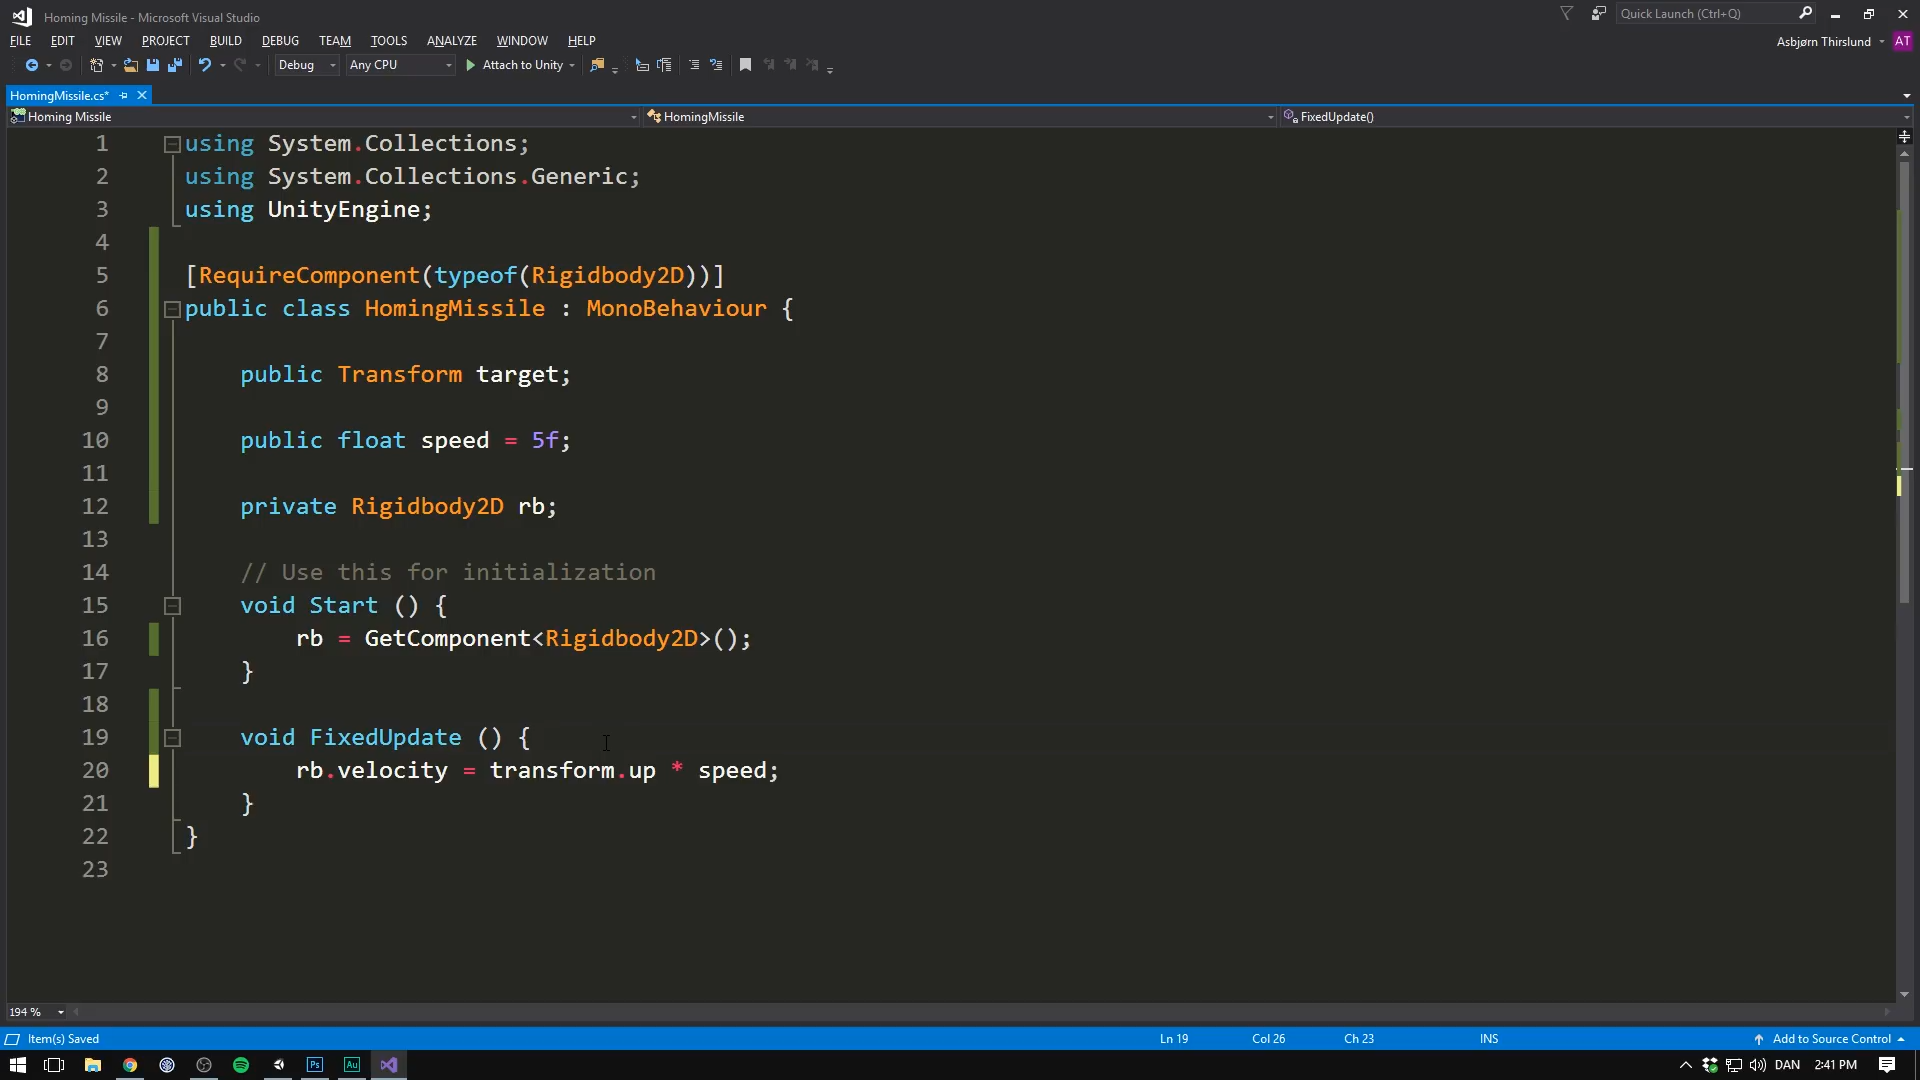 Homing Missile - Microsoft Visual Studio
Quick Launch (Ctrl+Q)
FILE EDIT VIEW PROJECT BUILD DEBUG TEAM TOOLS ANALYZE WINDOW HELP
Asbjørn Thirslund AT
Debug Any CPU Attach to Unity
HomingMissile.cs*
Homing Missile HomingMissile FixedUpdate()
1 using System.Collections;
2 using System.Collections.Generic;
3 using UnityEngine;
4
5 [RequireComponent(typeof(Rigidbody2D))]
6 public class HomingMissile : MonoBehaviour {
7
8 public Transform target;
9
10 public float speed = 5f;
11
12 private Rigidbody2D rb;
13
14 // Use this for initialization
15 void Start () {
16 rb = GetComponent<Rigidbody2D>();
17 }
18
19 void FixedUpdate () {
20 rb.velocity = transform.up * speed;
21 }
22 }
23
194 %
Item(s) Saved Ln 19 Col 26 Ch 23 INS Add to Source Control
Ps Au DAN 2:41 PM